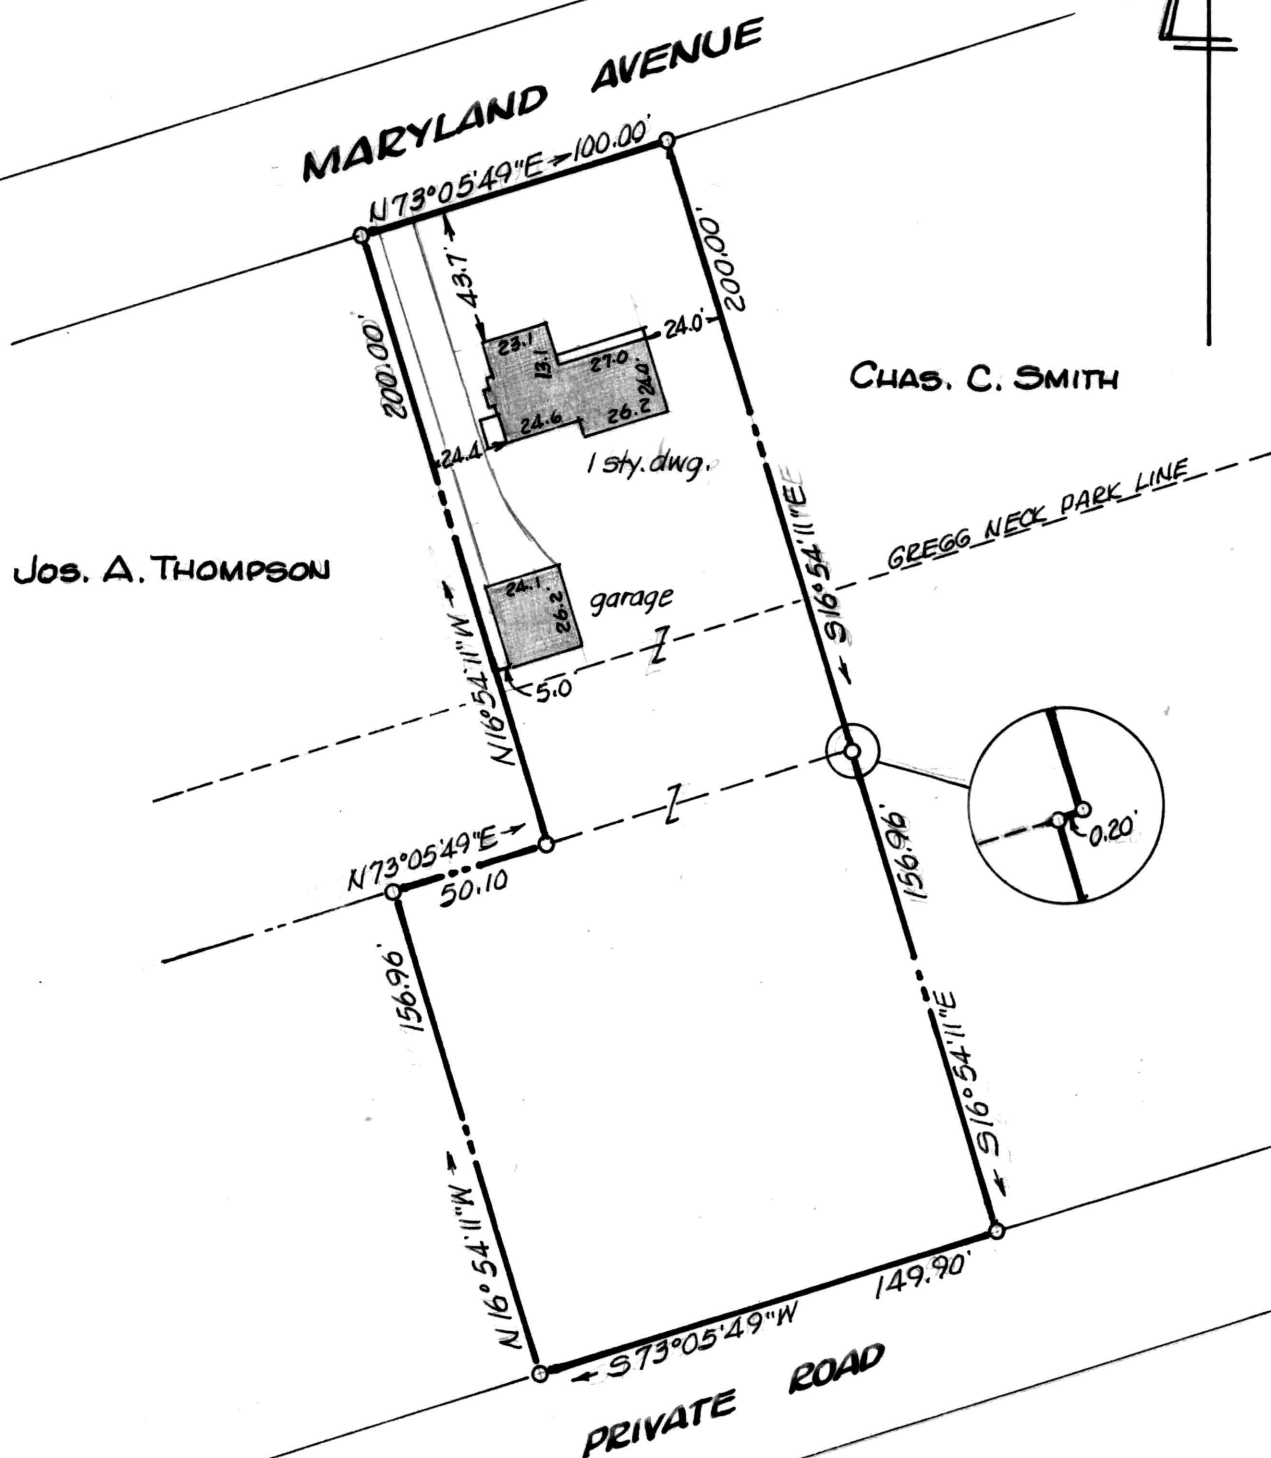 MARYLAND AVENUE
N73°05'49"E 100.00'
200.00'
43.7'
200.00'
23.1
13.1
27.0
24.0'
24.0'
24.6
26.2
24.4
1 sty. dwg.
CHAS. C. SMITH
GREGG NECK PARK LINE
JOS. A. THOMPSON
S16°54'11"E
24.1
26.2
garage
N16°54'11"W
5.0
N73°05'49"E
50.10
0.20'
156.96'
156.96'
S16°54'11"E
N16°54'11"W
149.90'
S73°05'49"W
PRIVATE ROAD